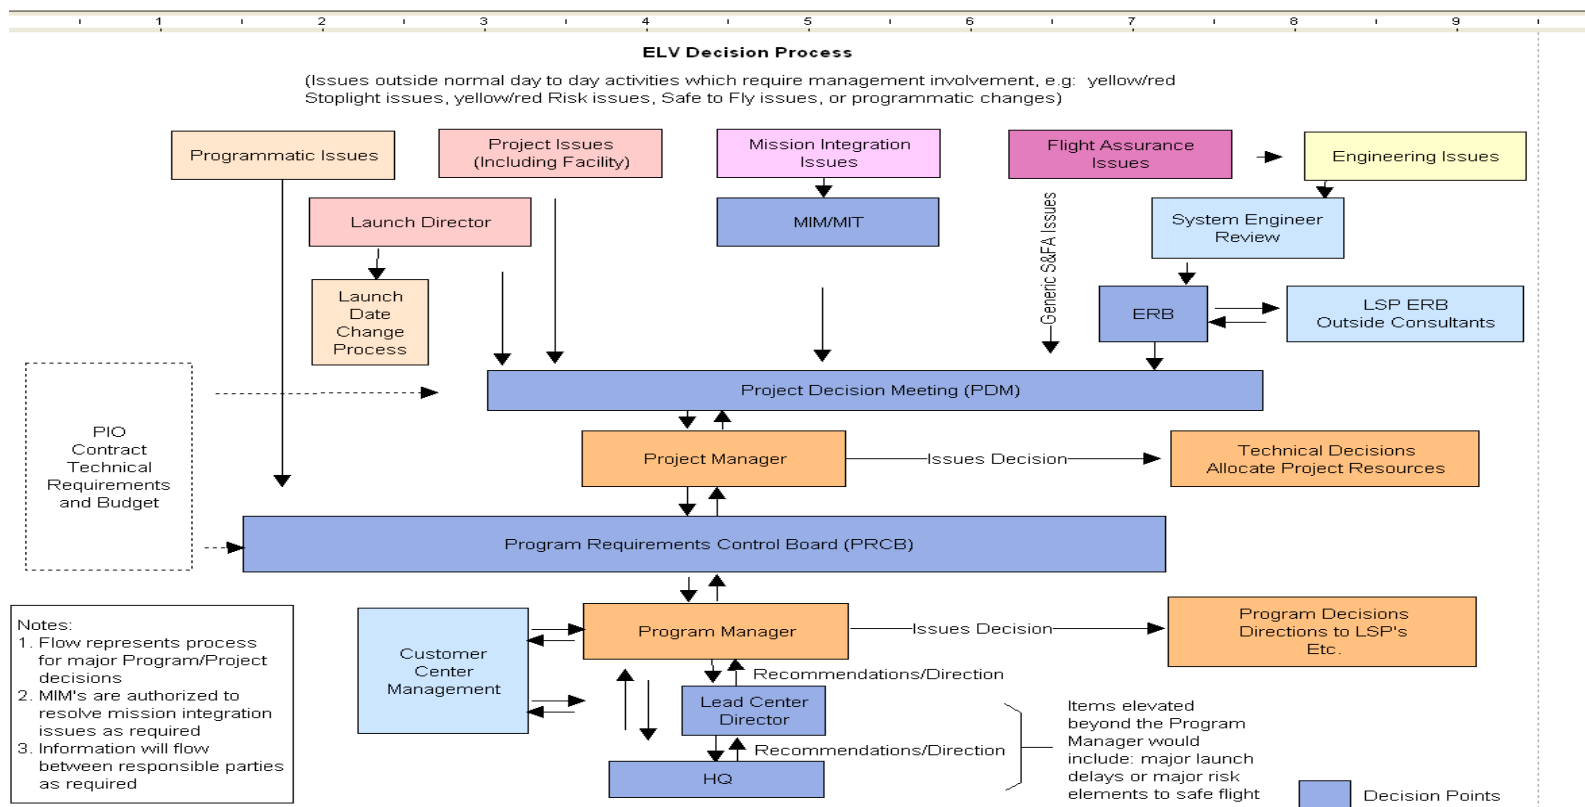 1 2 3 4 5 6 7 8 9
ELV Decision Process
(Issues outside normal day to day activities which require management involvement, e.g: yellow/red
Stoplight issues, yellow/red Risk issues, Safe to Fly issues, or programmatic changes)
Programmatic Issues
Project Issues
(Including Facility)
Mission Integration
Issues
Flight Assurance
Issues
Engineering Issues
Launch Director
MIM/MIT
System Engineer
Review
Generic S&FA Issues
Launch
Date
Change
Process
ERB
LSP ERB
Outside Consultants
Project Decision Meeting (PDM)
PIO
Contract
Technical
Requirements
and Budget
Project Manager
Issues Decision
Technical Decisions
Allocate Project Resources
Program Requirements Control Board (PRCB)
Notes:
1. Flow represents process
for major Program/Project
decisions
2. MIM's are authorized to
resolve mission integration
issues as required
3. Information will flow
between responsible parties
as required
Customer
Center
Management
Program Manager
Issues Decision
Program Decisions
Directions to LSP's
Etc.
Recommendations/Direction
Lead Center
Director
Recommendations/Direction
HQ
Items elevated
beyond the Program
Manager would
include: major launch
delays or major risk
elements to safe flight
Decision Points